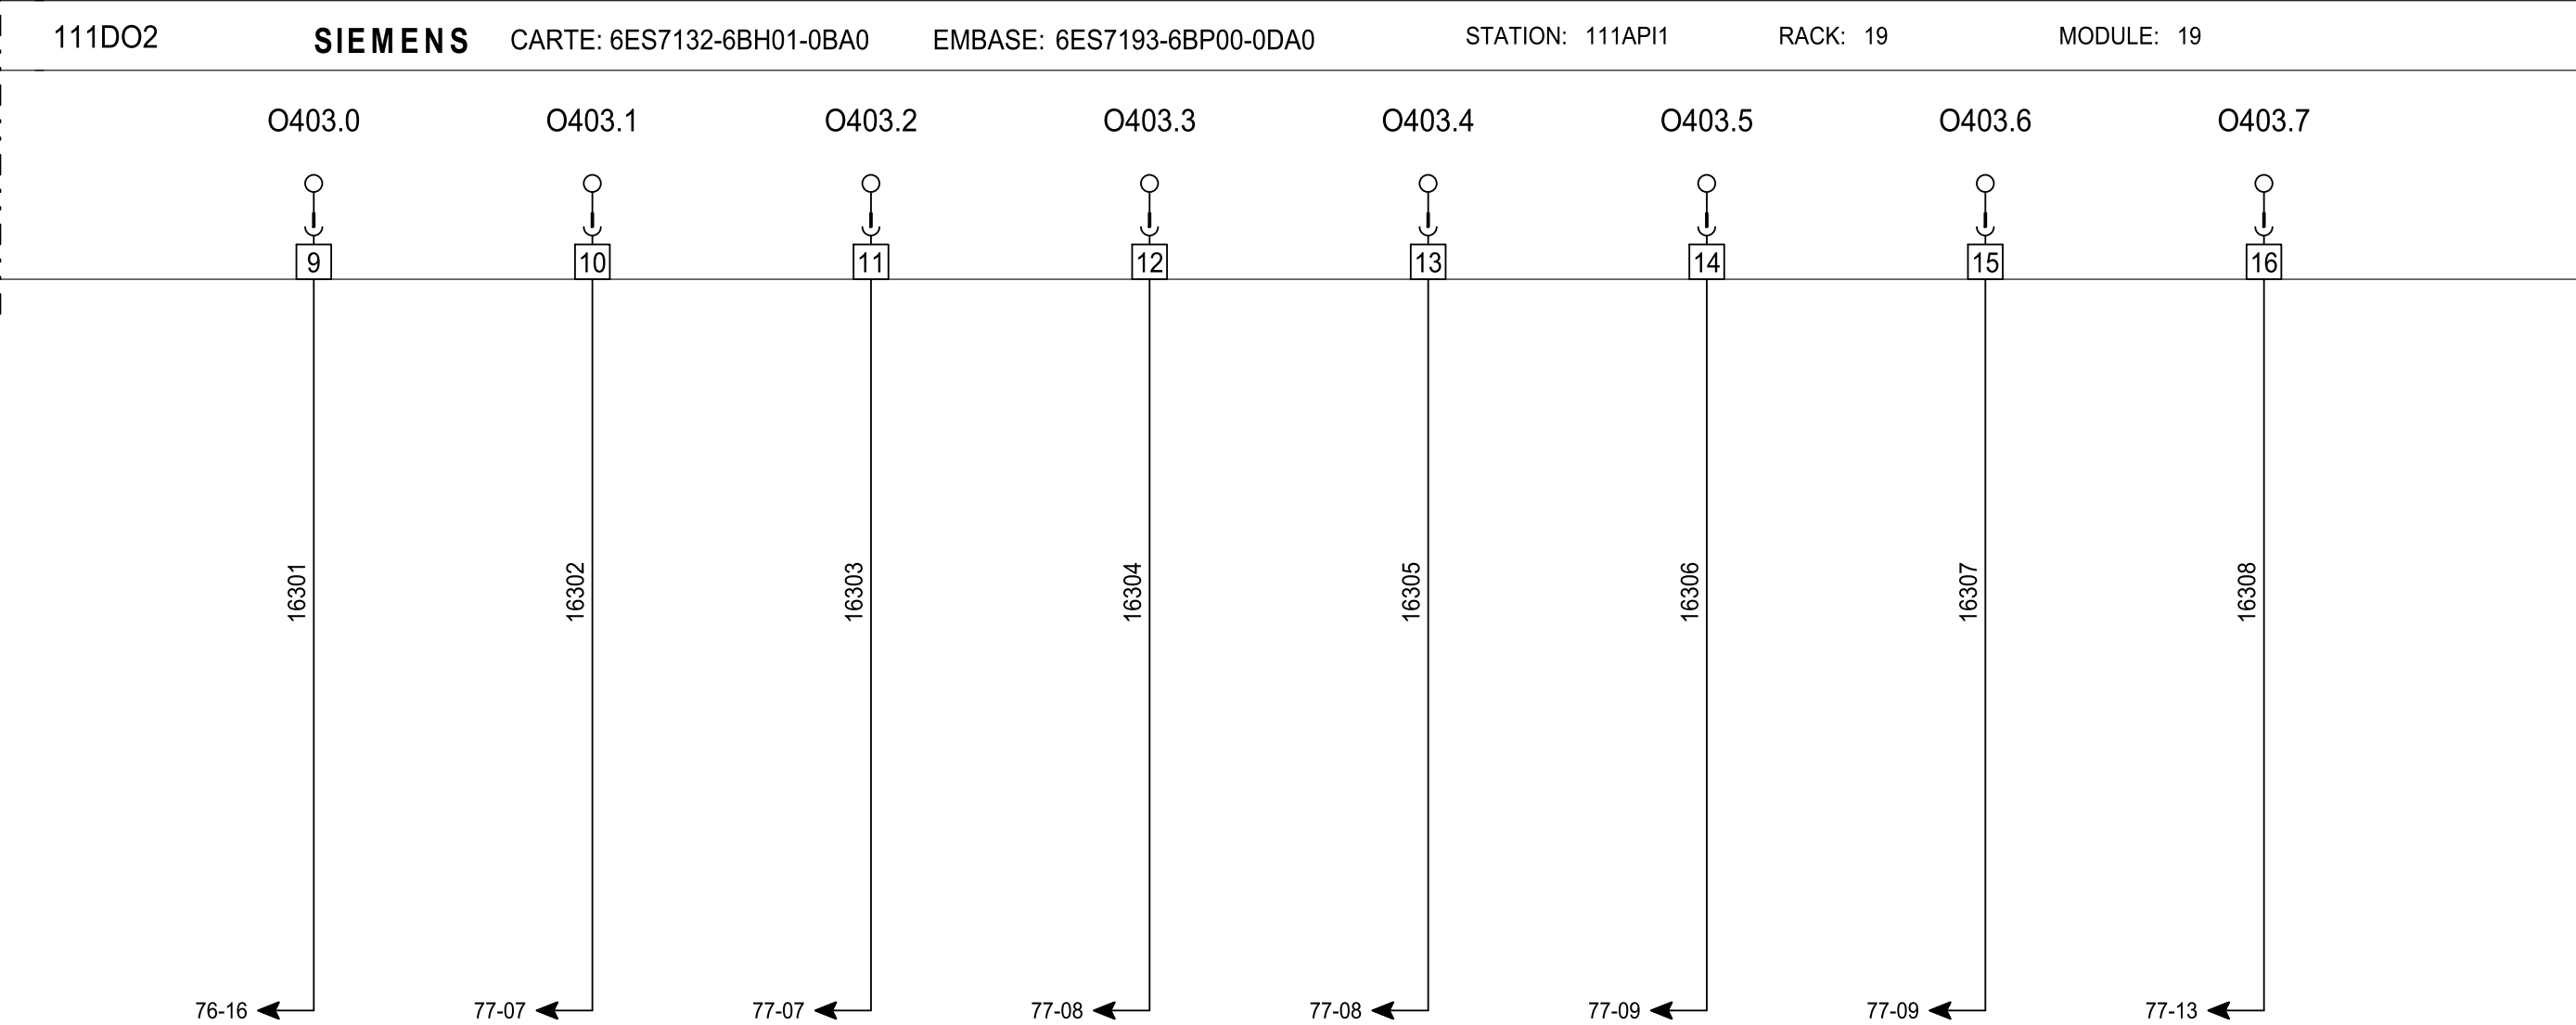 111DO2 SIEMENS CARTE: 6ES7132-6BH01-0BA0 EMBASE: 6ES7193-6BP00-0DA0 STATION: 111API1 RACK: 19 MODULE: 19
O403.0 O403.1 O403.2 O403.3 O403.4 O403.5 O403.6 O403.7
9 10 11 12 13 14 15 16
16301 16302 16303 16304 16305 16306 16307 16308
76-16 77-07 77-07 77-08 77-08 77-09 77-09 77-13